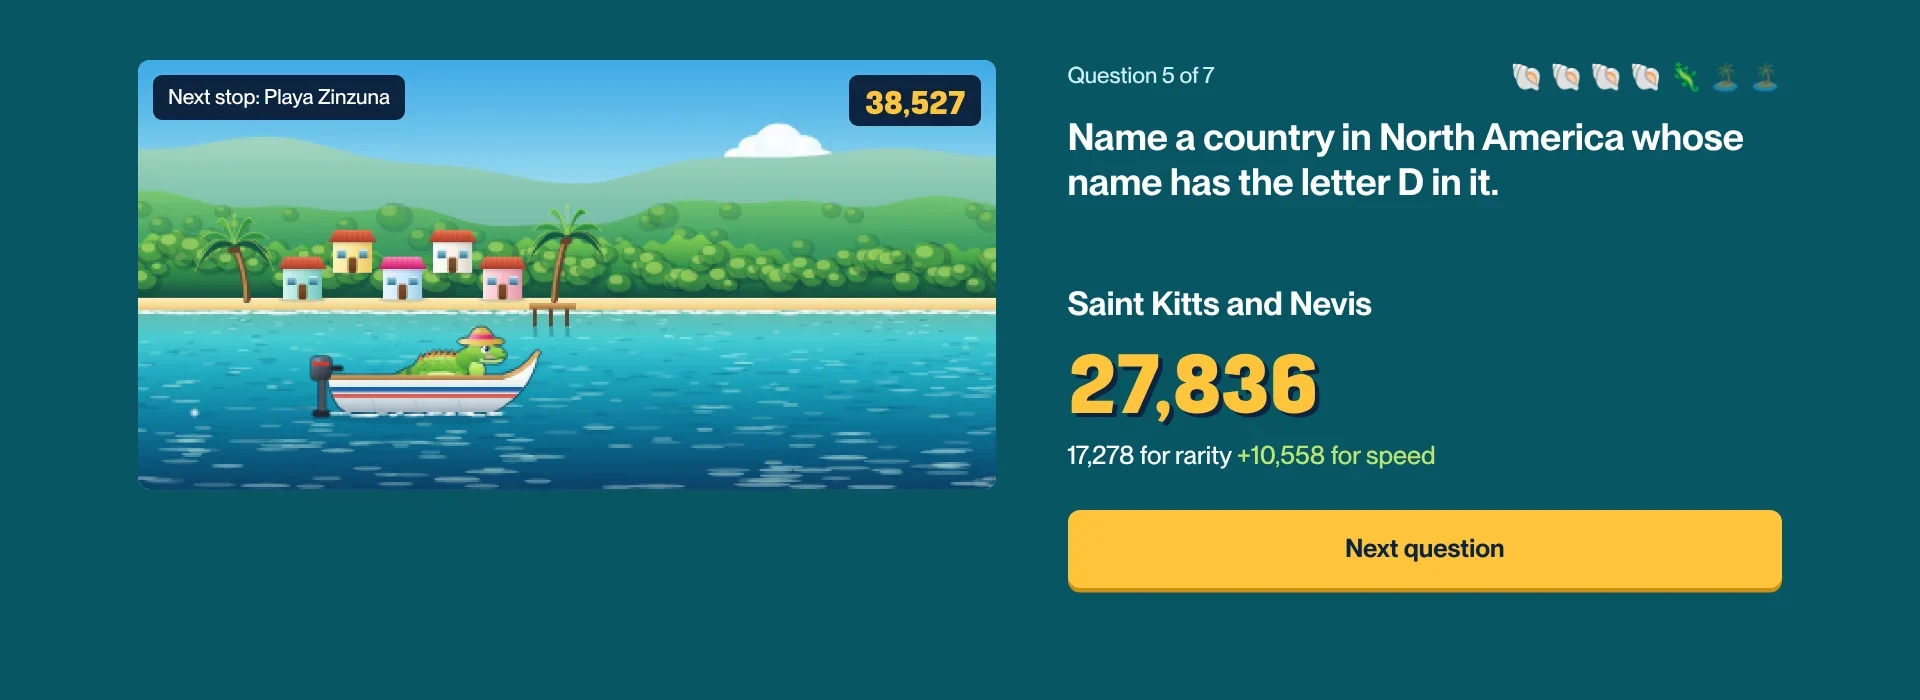 Next stop: Playa Zinzuna
38,527
Question 5 of 7
Name a country in North America whose
name has the letter D in it.
Saint Kitts and Nevis
27,836
17,278 for rarity +10,558 for speed
Next question